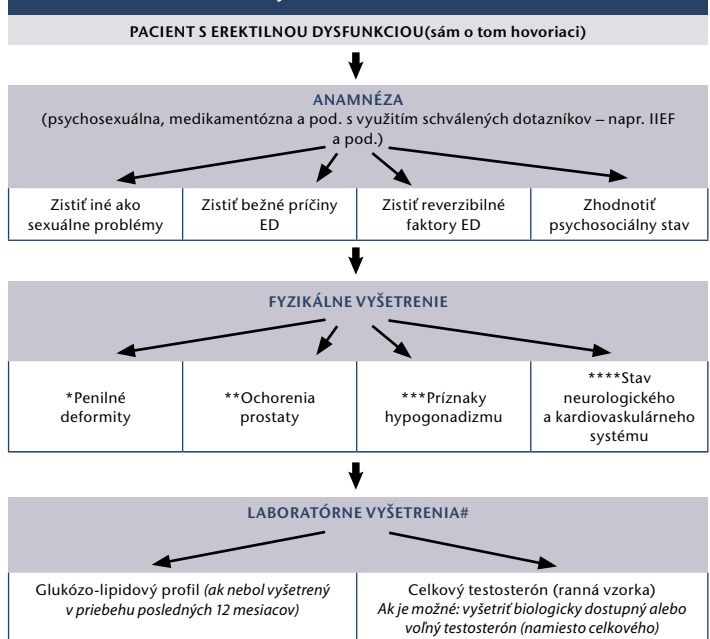 PACIENT S EREKTILNOU DYSFUNKCIOU(sám o tom hovoriaci)
ANAMNÉZA
(psychosexuálna, medikamentózna a pod. s využitím schválených dotazníkov – napr. IIEF
a pod.)
Zistiť iné ako
sexuálne problémy
Zistiť bežné príčiny
ED
Zistiť reverzibilné
faktory ED
Zhodnotiť
psychosociálny stav
FYZIKÁLNE VYŠETRENIE
*Penilné
deformity
**Ochorenia
prostaty
***Príznaky
hypogonadizmu
****Stav
neurologického
a kardiovaskulárneho
systému
LABORATÓRNE VYŠETRENIA#
Glukózo-lipidový profil (ak nebol vyšetrený
v priebehu posledných 12 mesiacov)
Celkový testosterón (ranná vzorka)
Ak je možné: vyšetriť biologicky dostupný alebo
voľný testosterón (namiesto celkového)